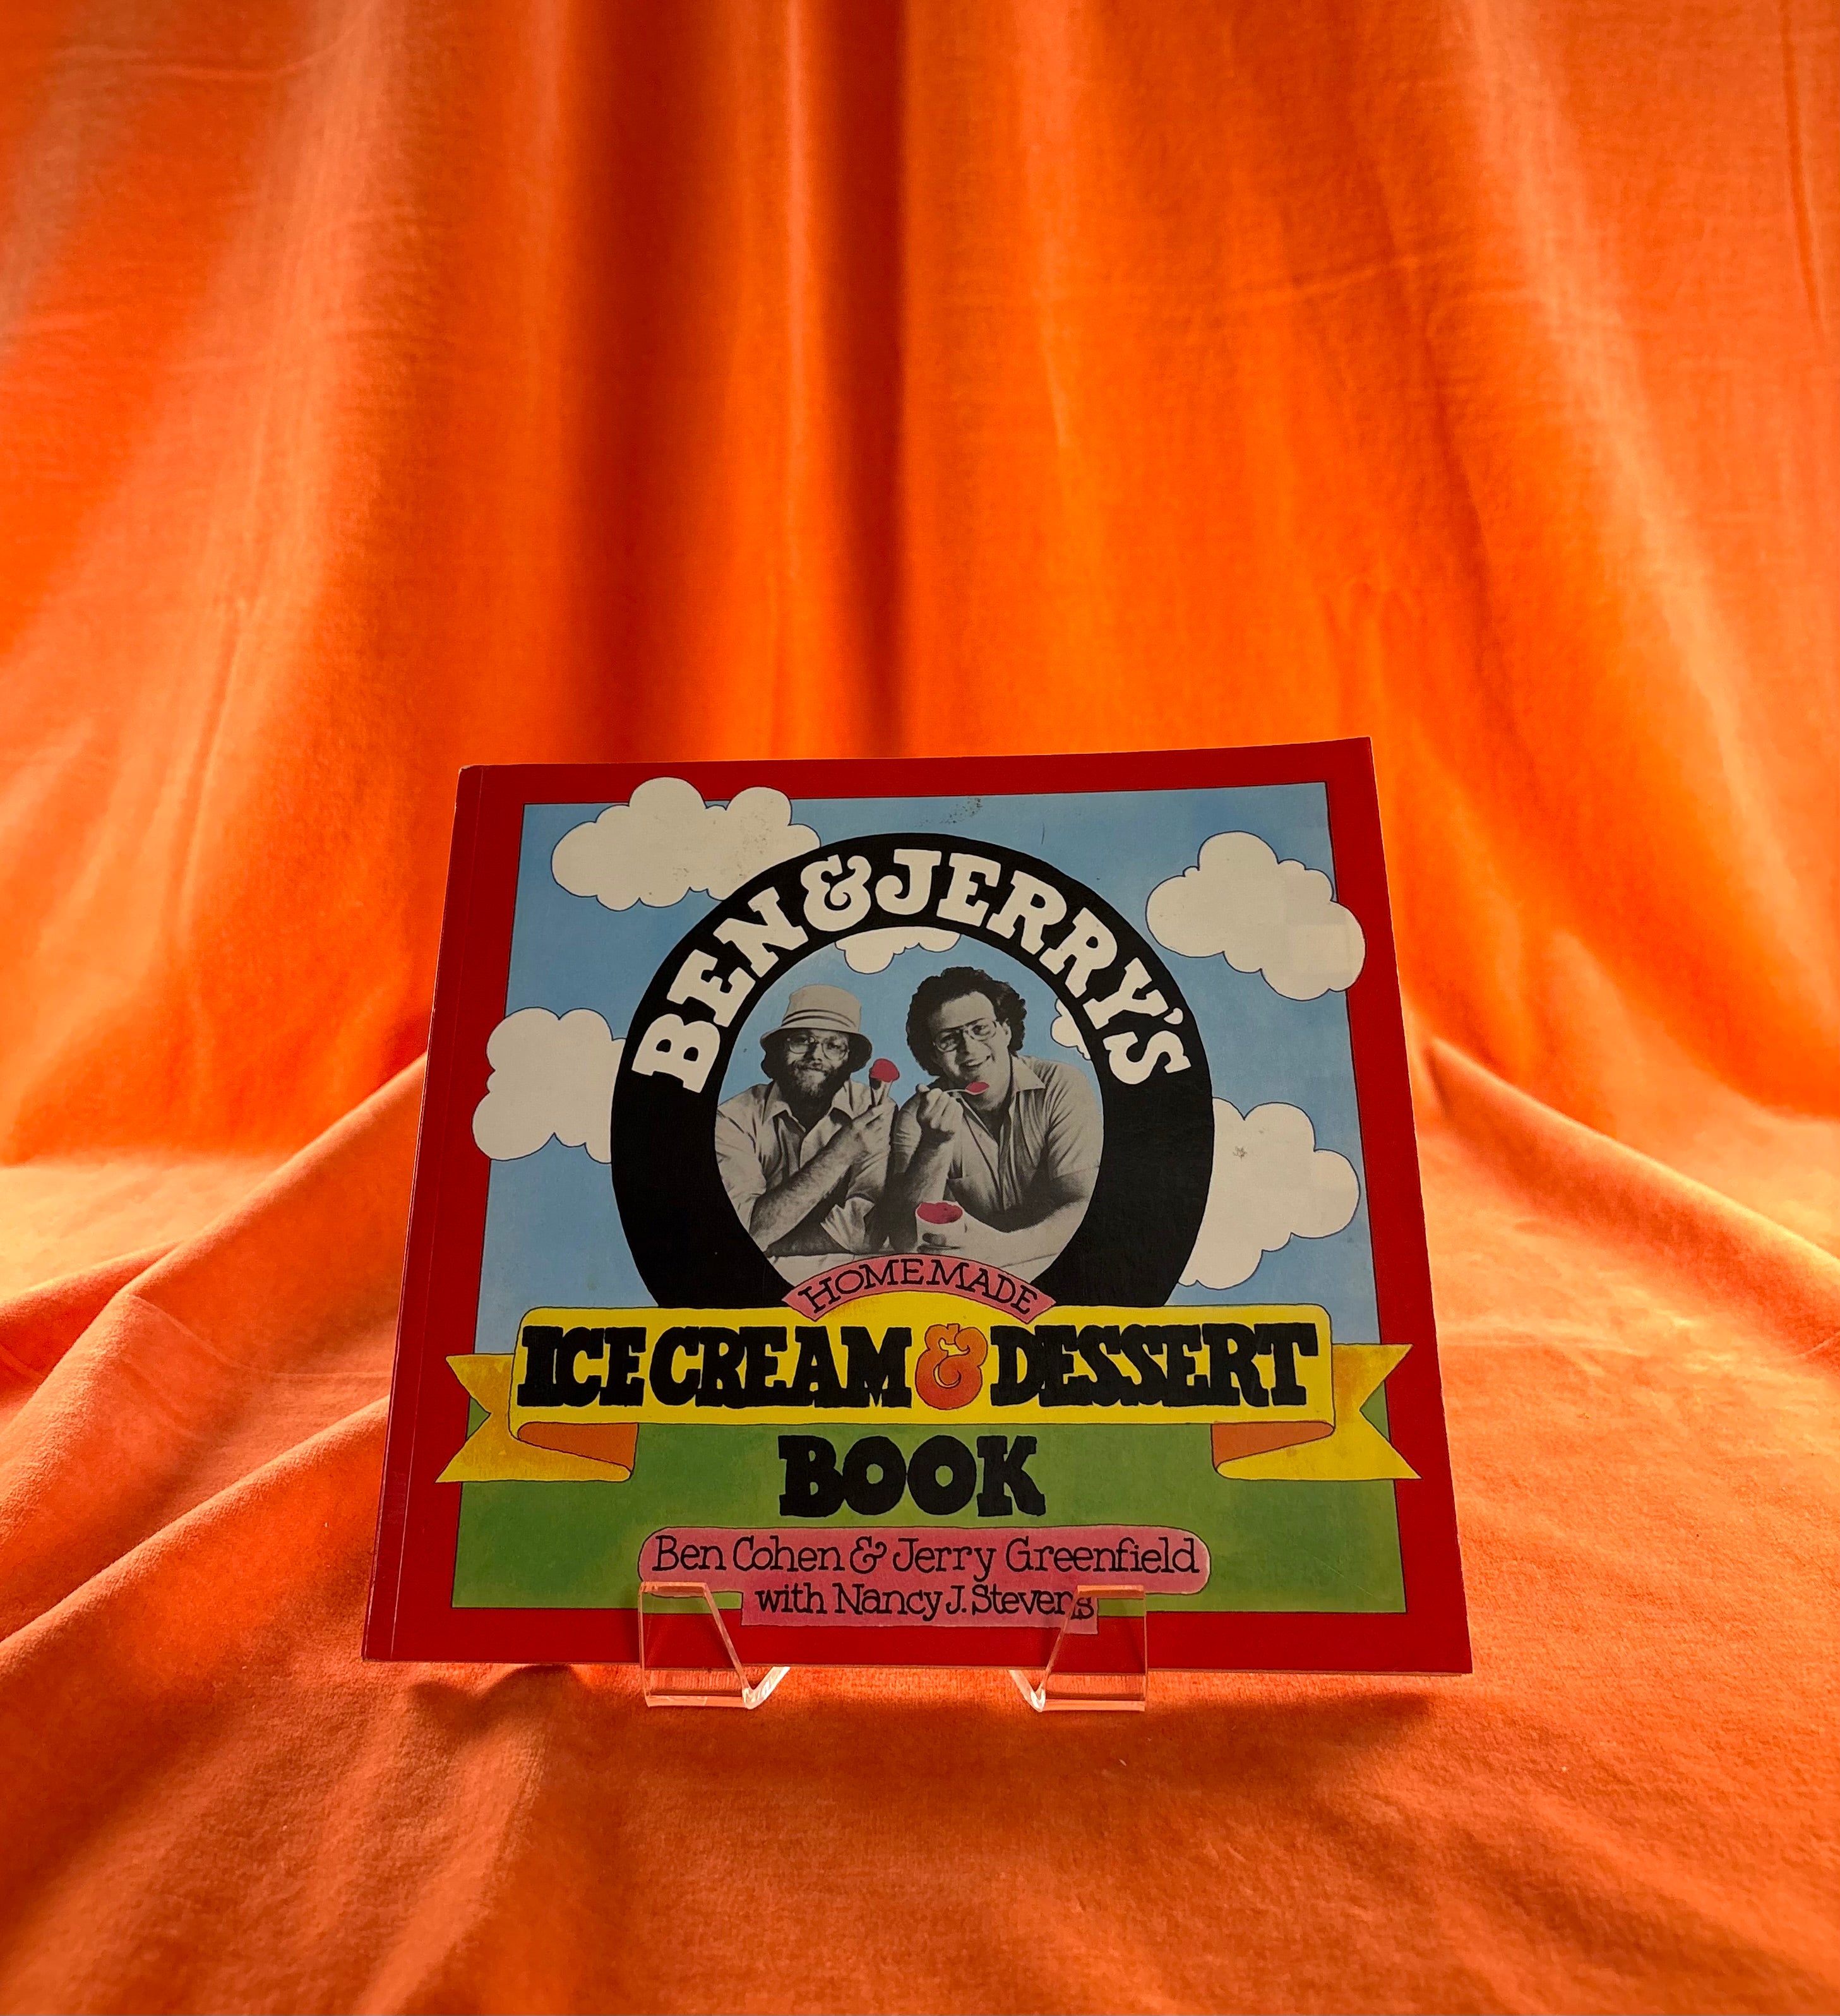 BEN & JERRY'S
HOMEMADE
ICE CREAM & DESSERT
BOOK
Ben Cohen & Jerry Greenfield
with Nancy J. Stevens